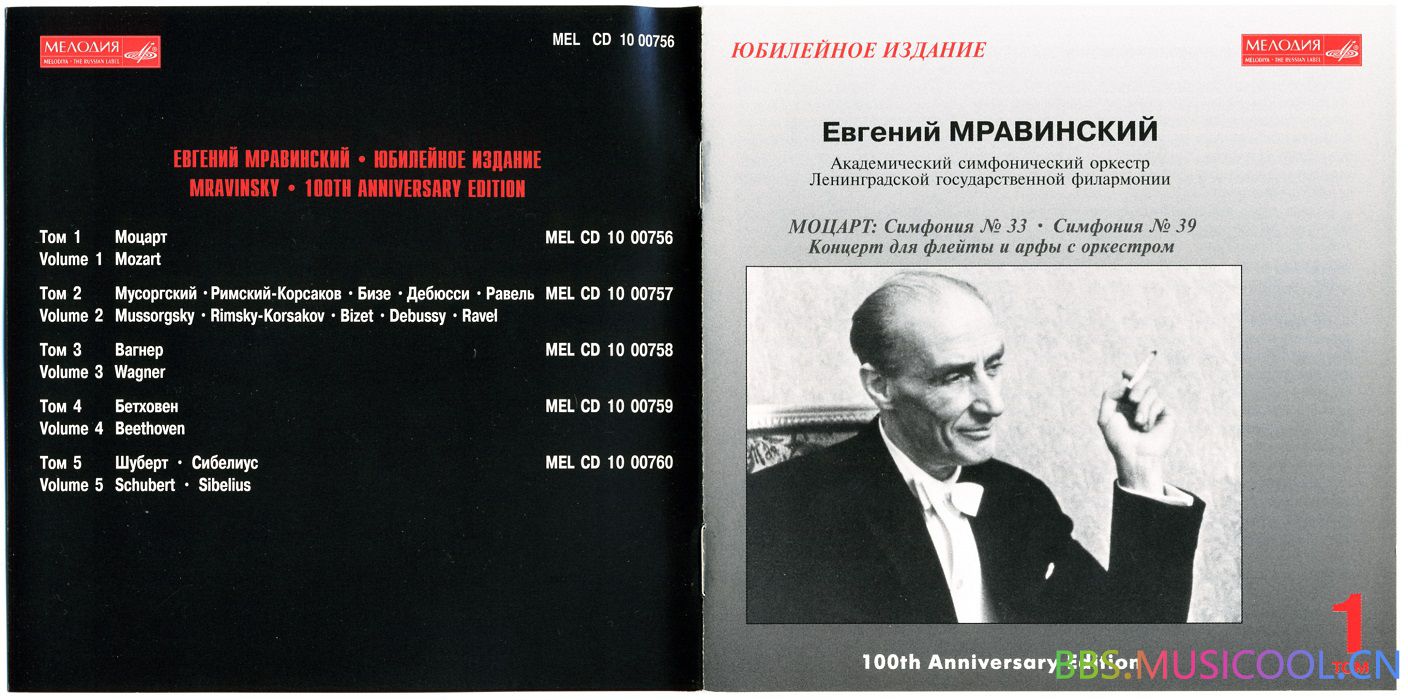 МЕЛОДИЯ
MELODIYA · THE RUSSIAN LABEL
MEL CD 10 00756
ЕВГЕНИЙ МРАВИНСКИЙ • ЮБИЛЕЙНОЕ ИЗДАНИЕ
MRAVINSKY • 100TH ANNIVERSARY EDITION
Том 1 Моцарт MEL CD 10 00756
Volume 1 Mozart
Том 2 Мусоргский · Римский-Корсаков · Бизе · Дебюсси · Равель MEL CD 10 00757
Volume 2 Mussorgsky · Rimsky-Korsakov · Bizet · Debussy · Ravel
Том 3 Вагнер MEL CD 10 00758
Volume 3 Wagner
Том 4 Бетховен MEL CD 10 00759
Volume 4 Beethoven
Том 5 Шуберт · Сибелиус MEL CD 10 00760
Volume 5 Schubert · Sibelius
ЮБИЛЕЙНОЕ ИЗДАНИЕ
МЕЛОДИЯ
MELODIYA · THE RUSSIAN LABEL
Евгений МРАВИНСКИЙ
Академический симфонический оркестр
Ленинградской государственной филармонии
МОЦАРТ: Симфония № 33 · Симфония № 39
Концерт для флейты и арфы с оркестром
1
ТОМ
100th Anniversary Edition
BBS.MUSICOOL.CN